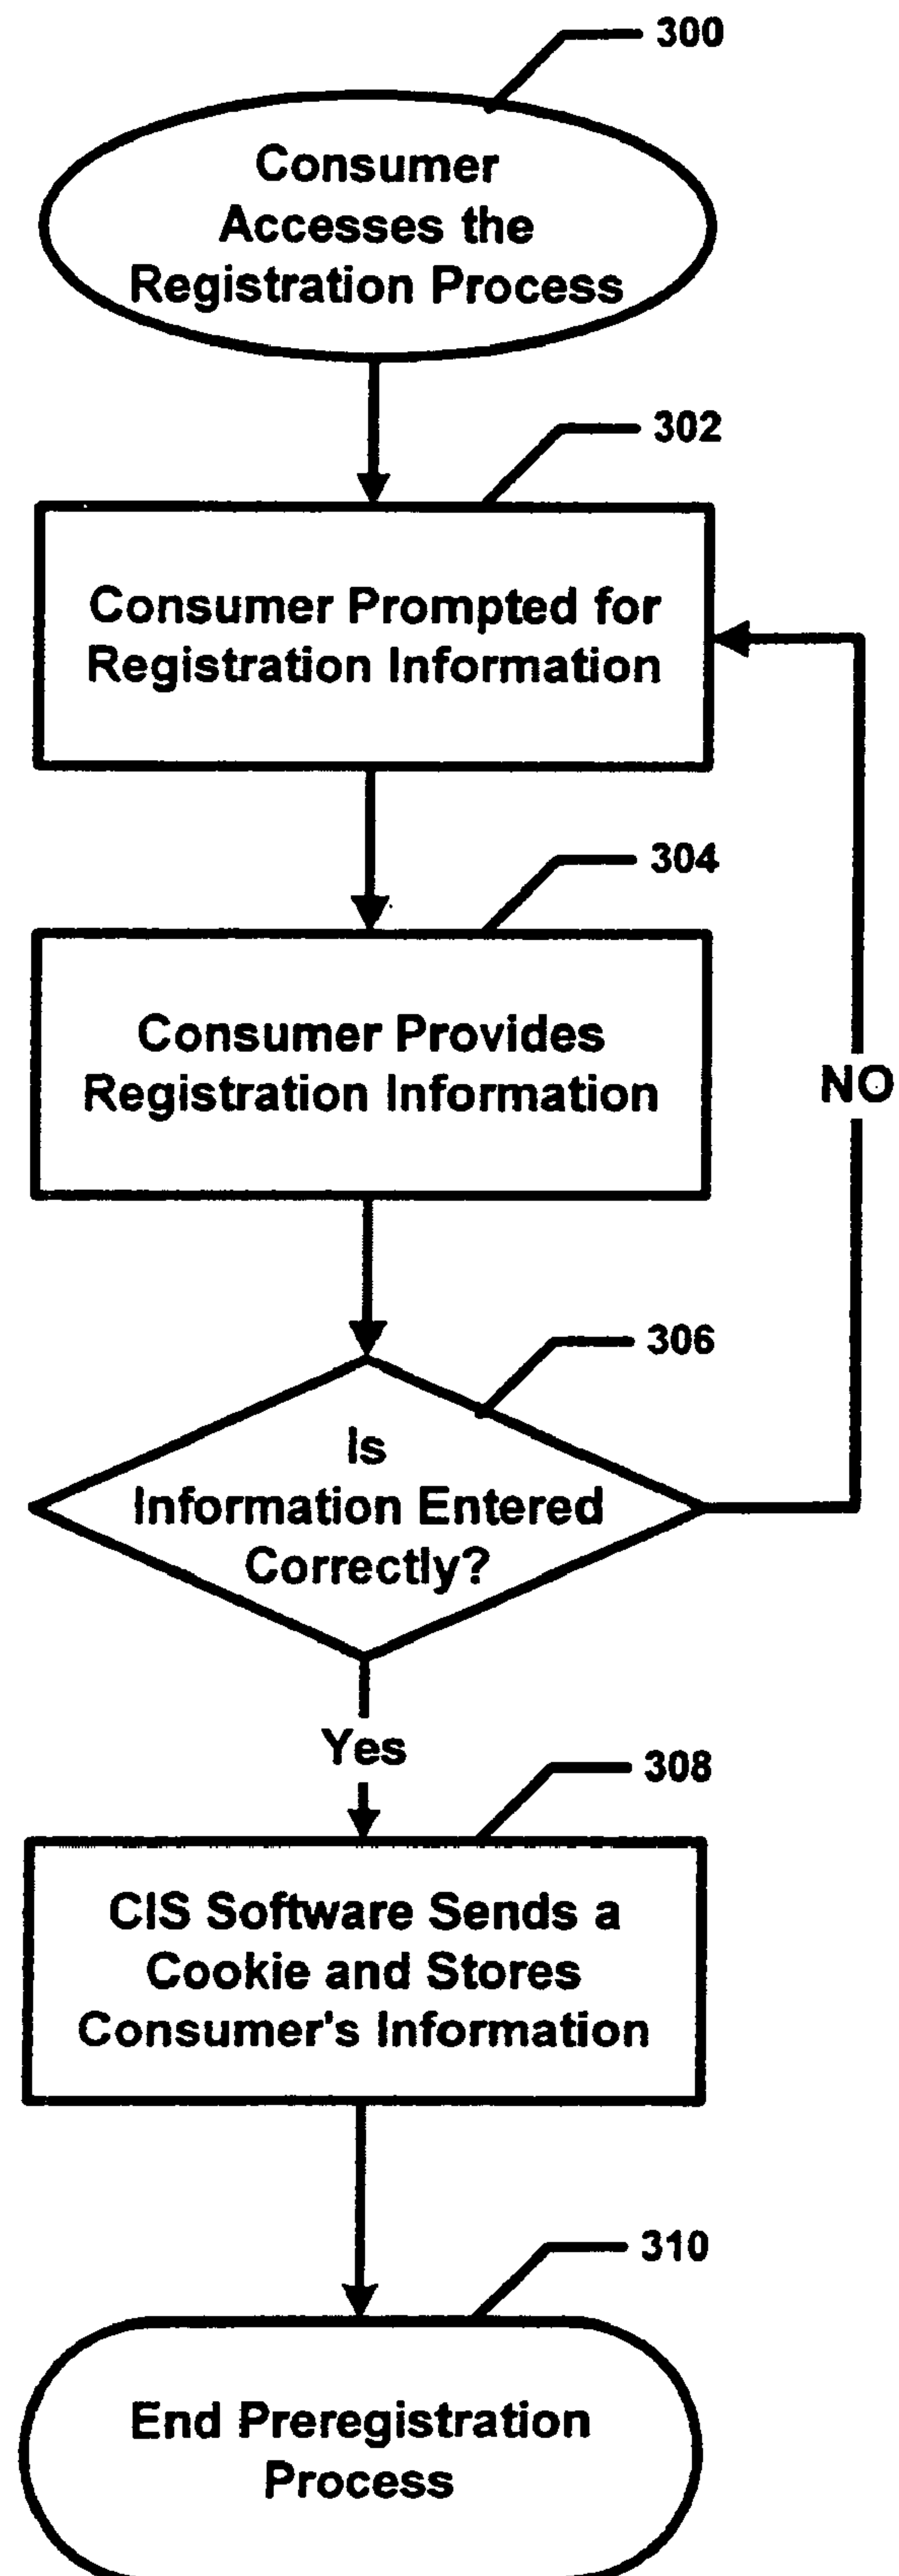 300
Consumer
Accesses the
Registration Process
302
Consumer Prompted for
Registration Information
304
Consumer Provides
Registration Information
NO
306
Is
Information Entered
Correctly?
Yes
308
CIS Software Sends a
Cookie and Stores
Consumer's Information
310
End Preregistration
Process